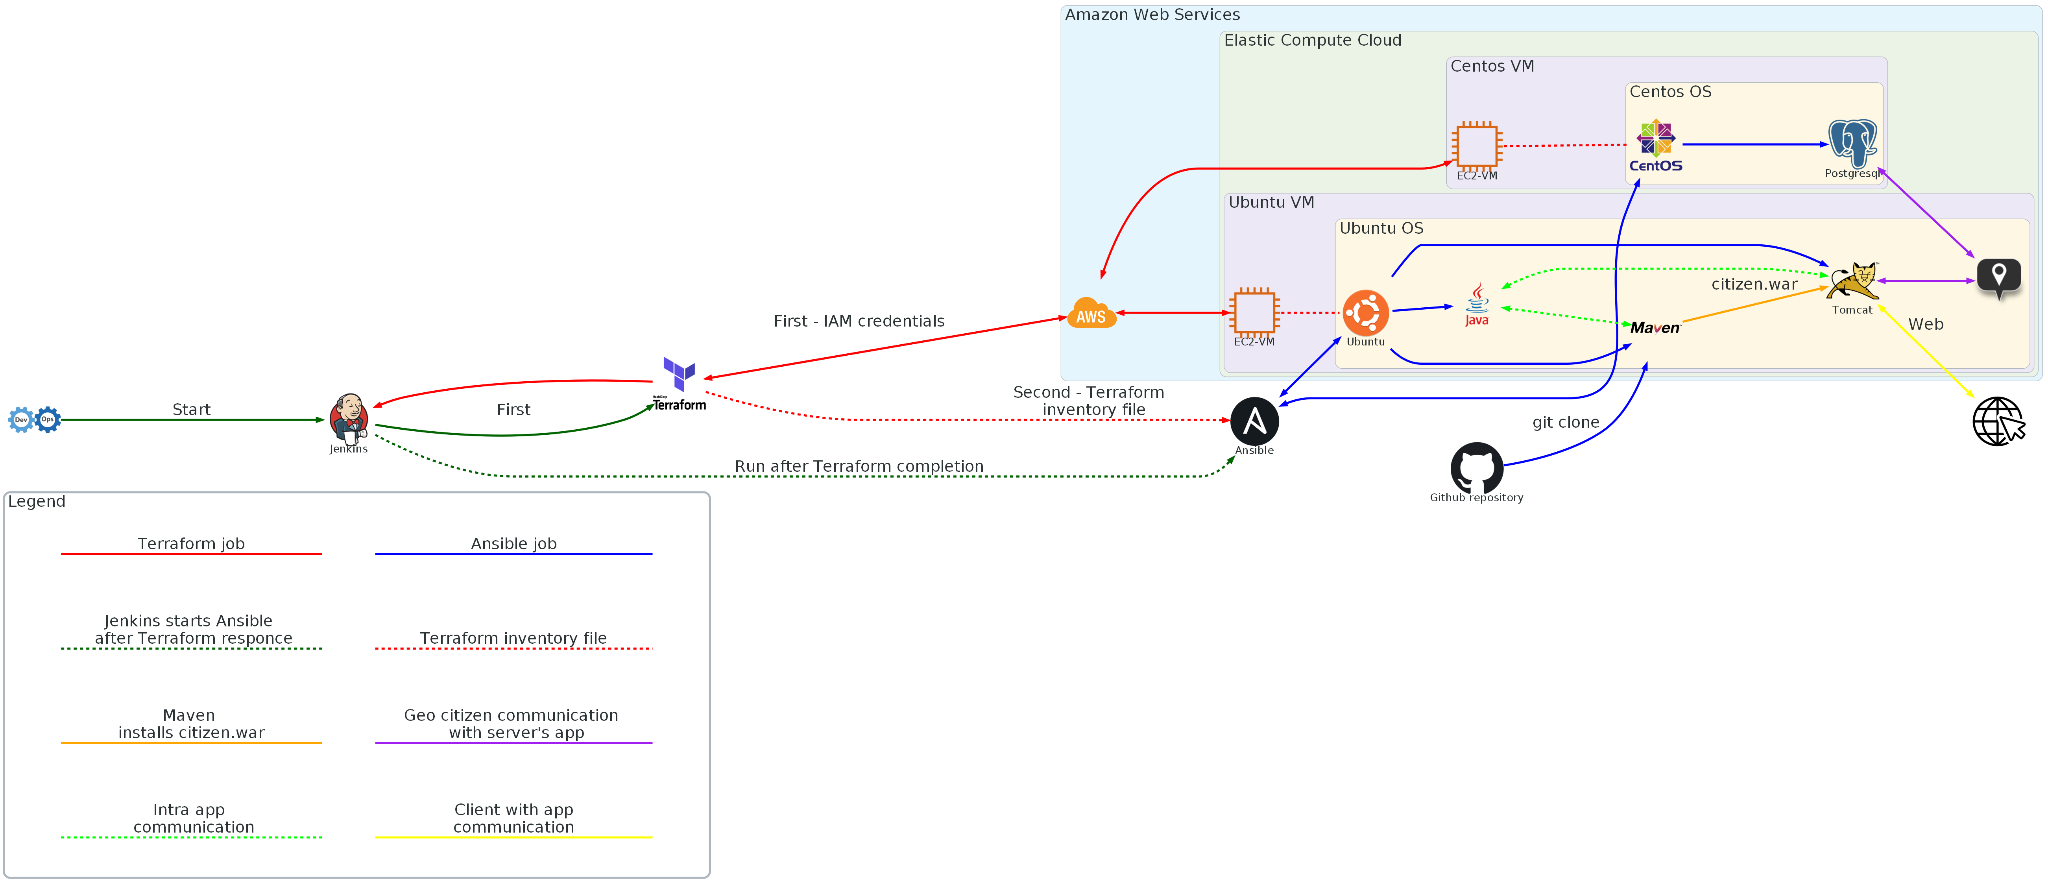 Amazon Web Services
Elastic Compute Cloud
Centos VM
Centos OS
EC2-VM
CentOS
Postgresql
Ubuntu VM
Ubuntu OS
citizen.war
AWS
EC2-VM
Ubuntu
Java
Maven
Tomcat
Web
First - IAM credentials
Dev
Ops
Start
Jenkins
First
HashiCorp
Terraform
Second - Terraform
inventory file
Ansible
git clone
Run after Terraform completion
Github repository
Legend
Terraform job
Ansible job
Jenkins starts Ansible
after Terraform responce
Terraform inventory file
Maven
installs citizen.war
Geo citizen communication
with server's app
Intra app
communication
Client with app
communication